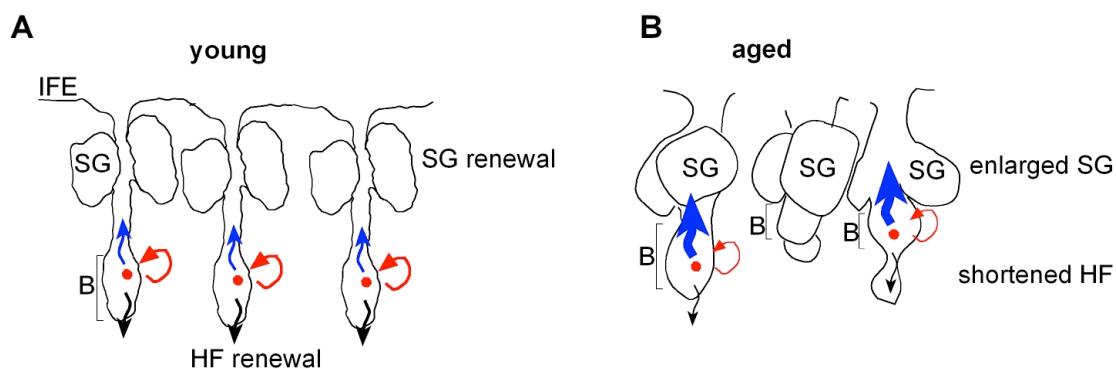 A
young
IFE
SG
SG renewal
B
HF renewal
B
aged
SG
SG
SG
enlarged SG
B
B
B
shortened HF